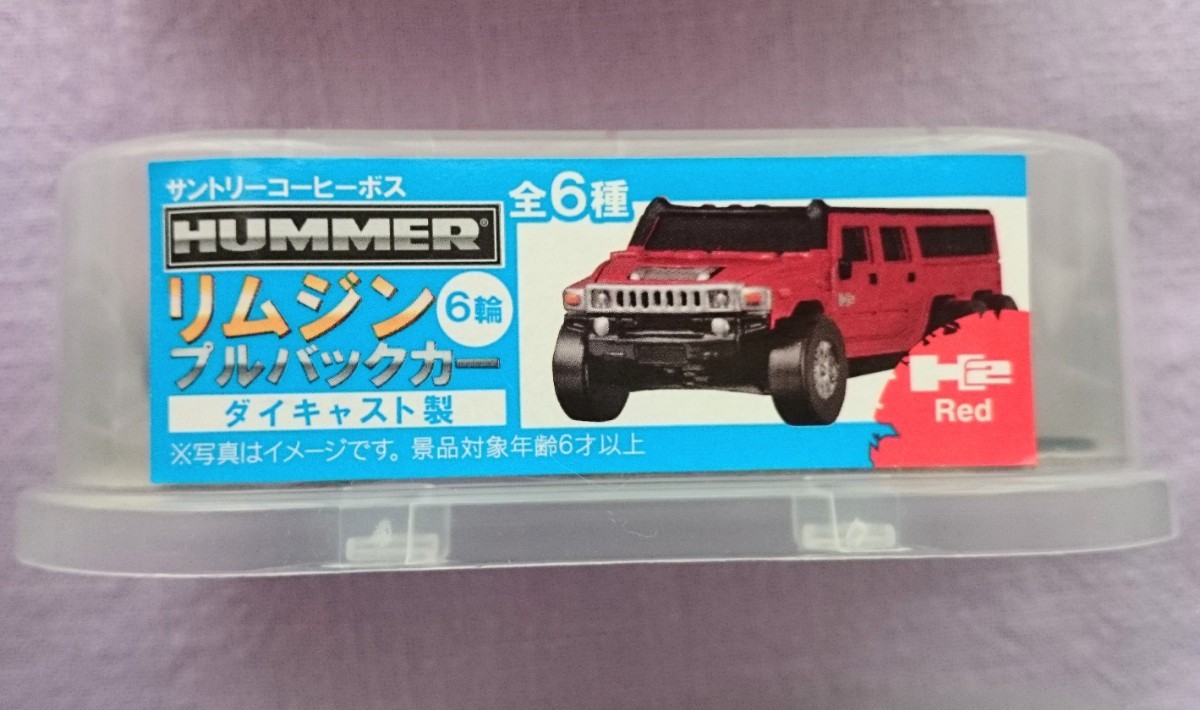 サントリーコーヒーボス
HUMMER®
全6種
リムジン
6輪
プルバックカー
ダイキャスト製
※写真はイメージです。景品対象年齢6才以上
H2
H2
Red